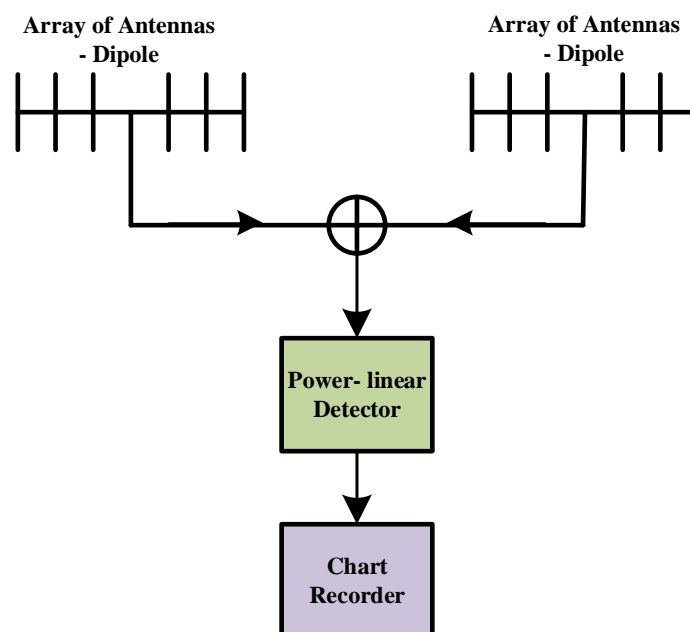 Array of Antennas
- Dipole
Array of Antennas
- Dipole
Power- linear
Detector
Chart
Recorder